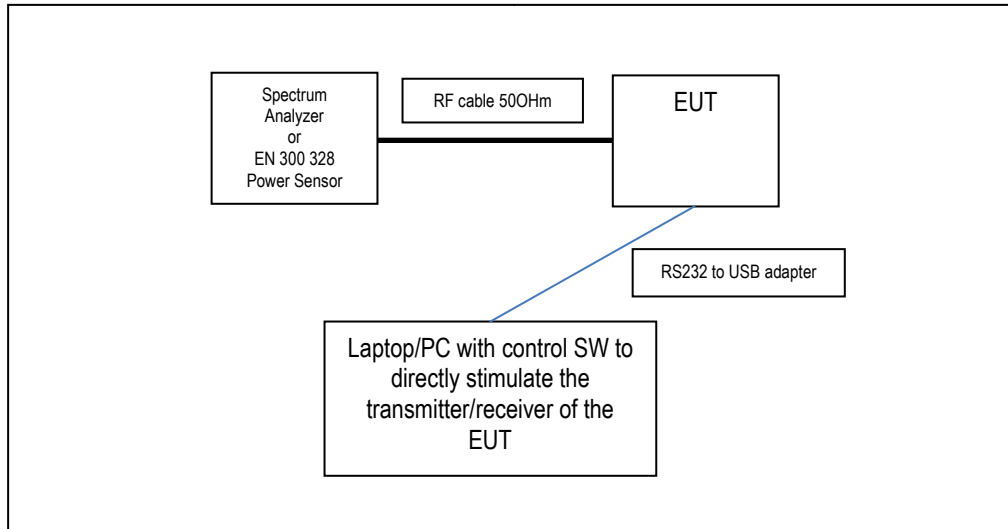 Spectrum
Analyzer
or
EN 300 328
Power Sensor
RF cable 50OHm
EUT
RS232 to USB adapter
Laptop/PC with control SW to
directly stimulate the
transmitter/receiver of the
EUT